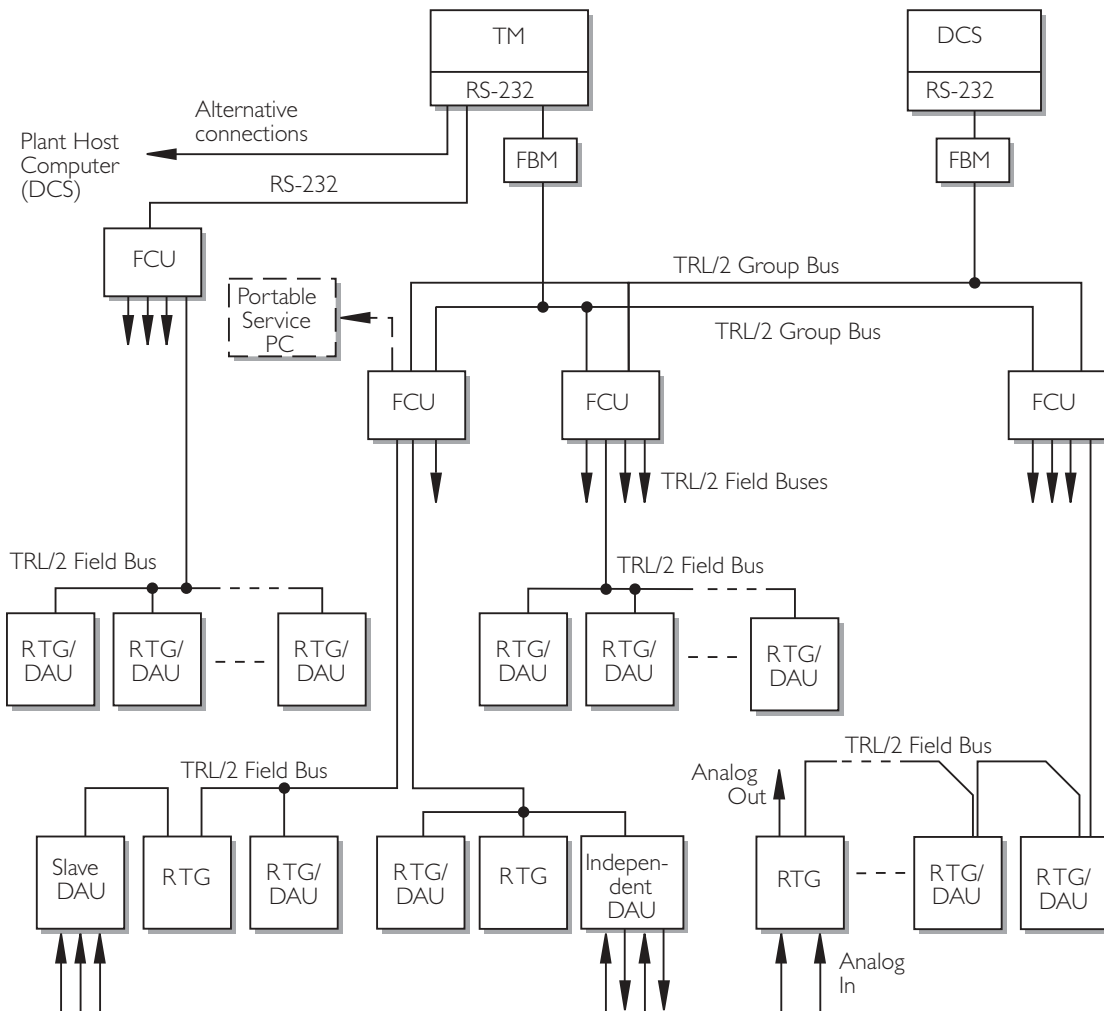 TM
RS-232
DCS
RS-232
Alternative
connections
Plant Host
Computer
(DCS)
RS-232
FBM
FBM
FCU
TRL/2 Group Bus
Portable
Service
PC
TRL/2 Group Bus
FCU
FCU
FCU
TRL/2 Field Buses
TRL/2 Field Bus
TRL/2 Field Bus
RTG/
DAU
RTG/
DAU
RTG/
DAU
RTG/
DAU
RTG/
DAU
RTG/
DAU
TRL/2 Field Bus
TRL/2 Field Bus
Analog
Out
Slave
DAU
RTG
RTG/
DAU
RTG/
DAU
RTG
Indepen-
dent
DAU
RTG
RTG/
DAU
RTG/
DAU
Analog
In